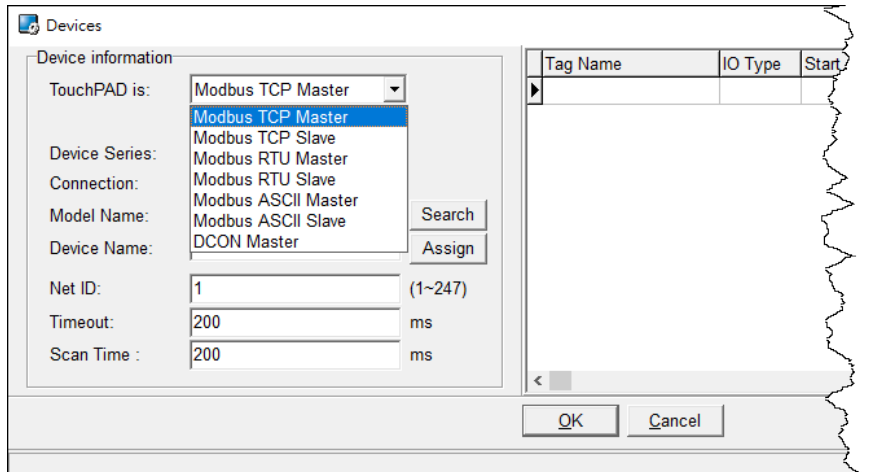 Devices
Device information
TouchPAD is: Modbus TCP Master
Modbus TCP Master
Modbus TCP Slave
Modbus RTU Master
Modbus RTU Slave
Modbus ASCII Master
Modbus ASCII Slave
DCON Master
Device Series:
Connection:
Model Name: Search
Device Name: Assign
Net ID: 1 (1~247)
Timeout: 200 ms
Scan Time : 200 ms
Tag Name IO Type Start
OK Cancel